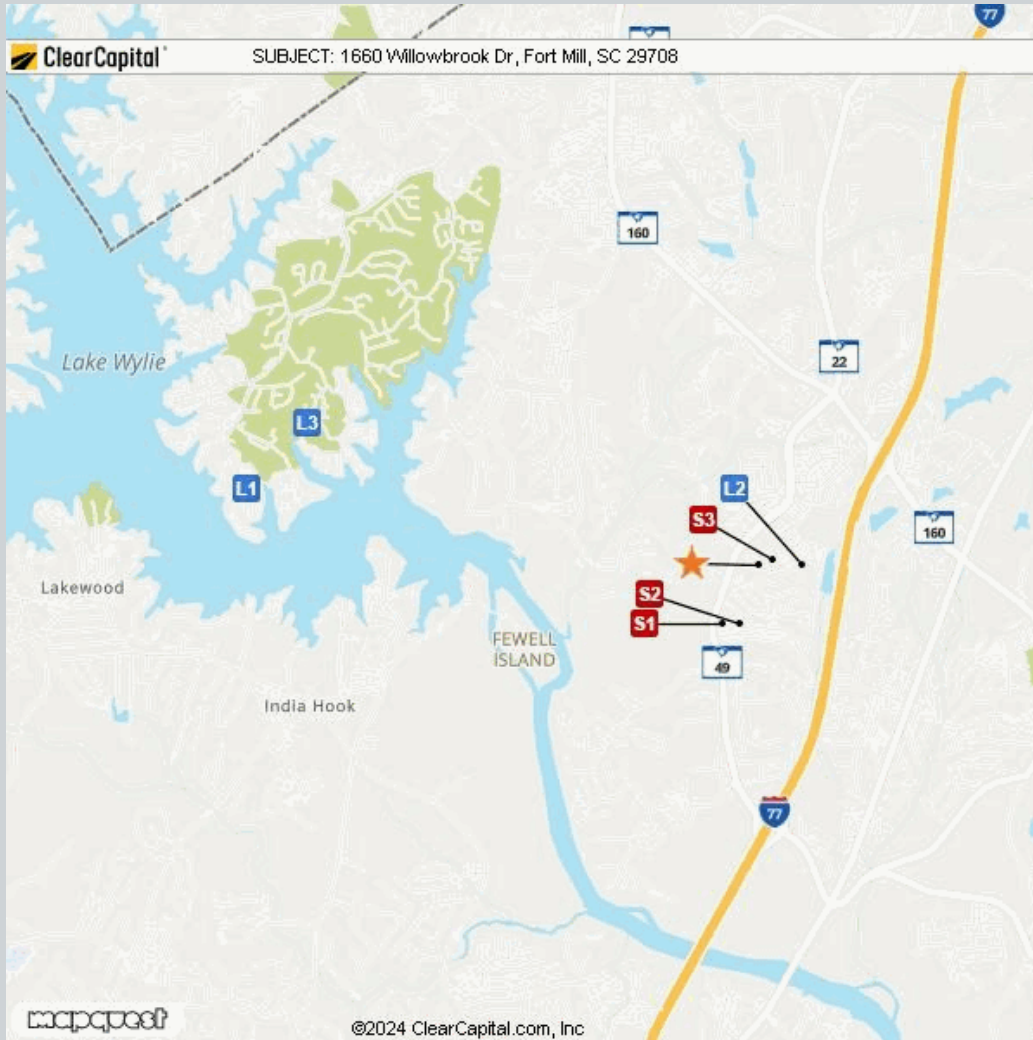 77
ClearCapital®
SUBJECT: 1660 Willowbrook Dr, Fort Mill, SC 29708
160
Lake Wylie
22
L3
L1
L2
S3
160
Lakewood
S2
S1
FEWELL
ISLAND
49
India Hook
77
mapquest
©2024 ClearCapital.com, Inc